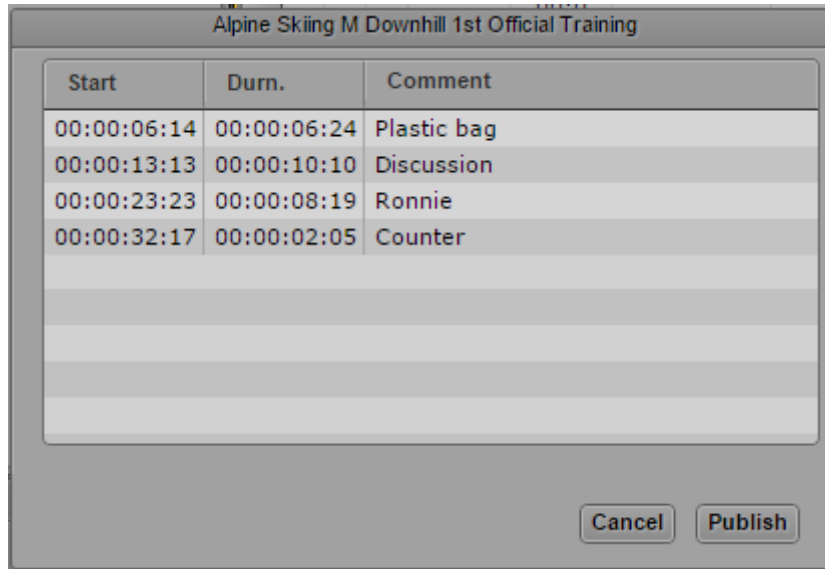 Alpine Skiing M Downhill 1st Official Training
Start Durn. Comment
00:00:06:14 00:00:06:24 Plastic bag
00:00:13:13 00:00:10:10 Discussion
00:00:23:23 00:00:08:19 Ronnie
00:00:32:17 00:00:02:05 Counter
Cancel Publish